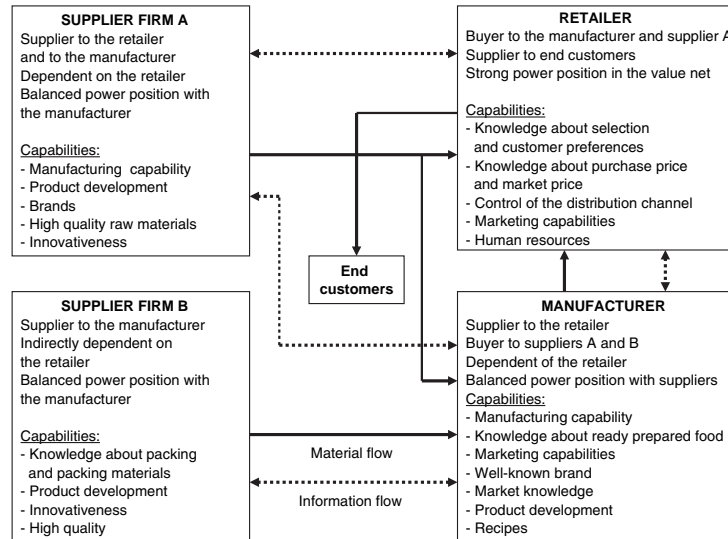 SUPPLIER FIRM A
Supplier to the retailer
and to the manufacturer
Dependent on the retailer
Balanced power position with
the manufacturer
Capabilities:
- Manufacturing capability
- Product development
- Brands
- High quality raw materials
- Innovativeness
RETAILER
Buyer to the manufacturer and supplier A
Supplier to end customers
Strong power position in the value net
Capabilities:
- Knowledge about selection
and customer preferences
- Knowledge about purchase price
and market price
- Control of the distribution channel
- Marketing capabilities
- Human resources
End
customers
SUPPLIER FIRM B
Supplier to the manufacturer
Indirectly dependent on
the retailer
Balanced power position with
the manufacturer
Capabilities:
- Knowledge about packing
and packing materials
- Product development
- Innovativeness
- High quality
Material flow
Information flow
MANUFACTURER
Supplier to the retailer
Buyer to suppliers A and B
Dependent of the retailer
Balanced power position with suppliers
Capabilities:
- Manufacturing capability
- Knowledge about ready prepared food
- Marketing capabilities
- Well-known brand
- Market knowledge
- Product development
- Recipes